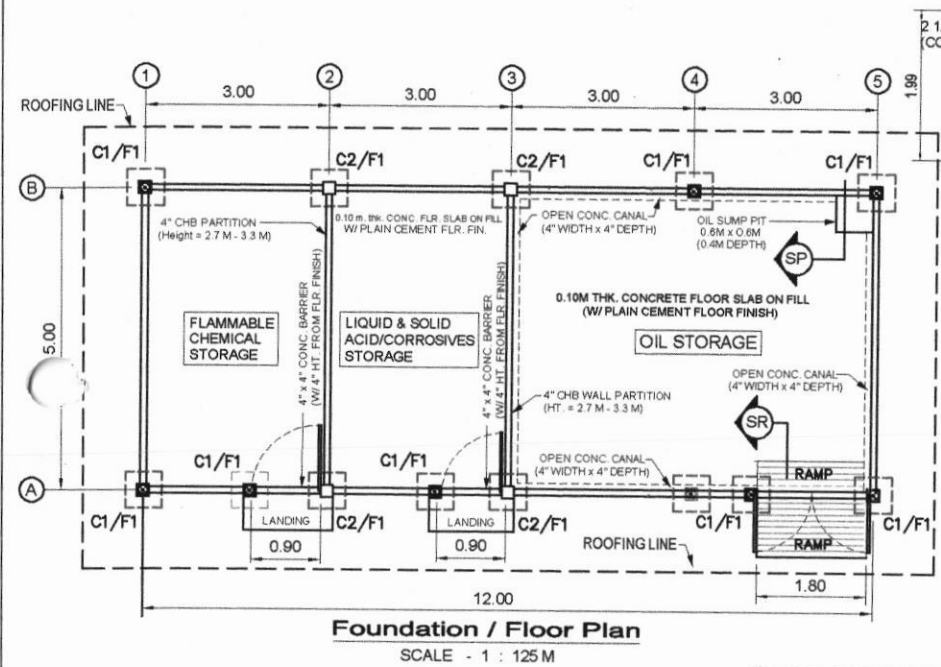 2 1
(CO
1.99
1
2
3
4
5
3.00
3.00
3.00
3.00
ROOFING LINE
C1/F1
C2/F1
C2/F1
C1/F1
C1/F1
B
4" CHB PARTITION
(Height = 2.7 M - 3.3 M)
0.10 m. thk. CONC. FLR. SLAB ON FILL
W/ PLAIN CEMENT FLR. FIN.
OPEN CONC. CANAL
(4" WIDTH x 4" DEPTH)
OIL SUMP PIT
0.6M x 0.6M
(0.4M DEPTH)
SP
5.00
4" x 4" CONC. BARRIER
(W/ 4" HT. FROM FLR. FINISH)
4" x 4" CONC. BARRIER
(W/ 4" HT. FROM FLR. FINISH)
0.10M THK. CONCRETE FLOOR SLAB ON FILL
(W/ PLAIN CEMENT FLOOR FINISH)
FLAMMABLE
CHEMICAL
STORAGE
LIQUID & SOLID
ACID/CORROSIVES
STORAGE
OIL STORAGE
OPEN CONC. CANAL
(4" WIDTH x 4" DEPTH)
4" CHB WALL PARTITION
(HT. = 2.7 M - 3.3 M)
SR
C1/F1
C1/F1
OPEN CONC. CANAL
(4" WIDTH x 4" DEPTH)
RAMP
A
C1/F1
LANDING
C2/F1
LANDING
C2/F1
C1/F1
C1/F1
RAMP
0.90
0.90
ROOFING LINE
1.80
12.00
Foundation / Floor Plan
SCALE - 1 : 125 M